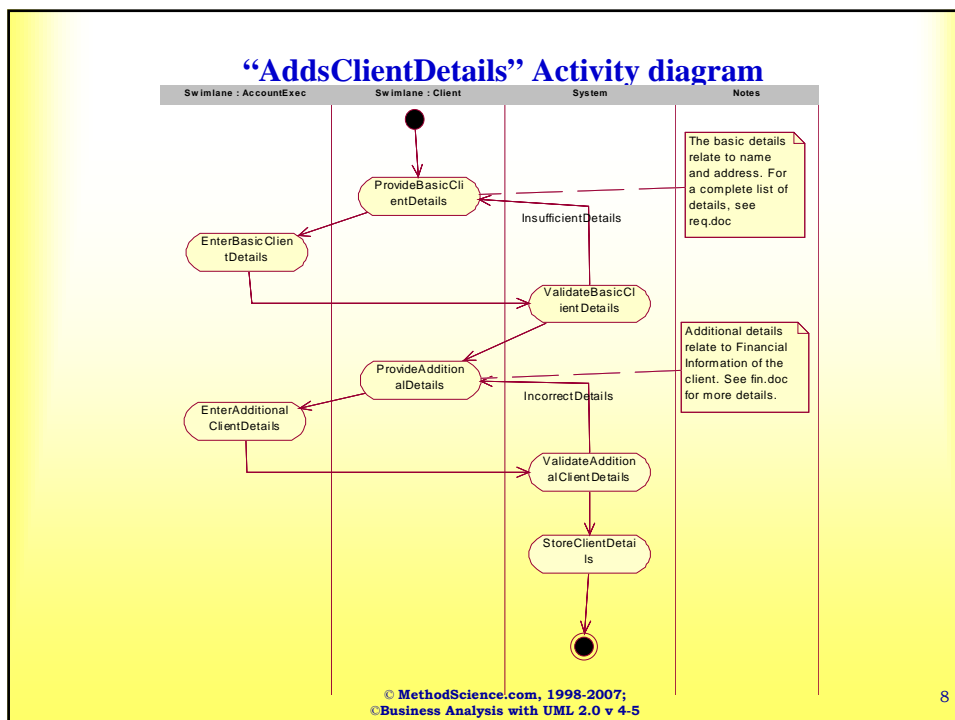 “AddsClientDetails” Activity diagram
Swimlane : AccountExec
Swimlane : Client
System
Notes
The basic details
relate to name
and address. For
a complete list of
details, see
req.doc
ProvideBasicCli
entDetails
InsufficientDetails
EnterBasicClien
tDetails
ValidateBasicCl
ientDetails
Additional details
relate to Financial
Information of the
client. See fin.doc
for more details.
ProvideAddition
alDetails
IncorrectDetails
EnterAdditional
ClientDetails
ValidateAddition
alClientDetails
StoreClientDetai
ls
© MethodScience.com, 1998-2007;
©Business Analysis with UML 2.0 v 4-5
8